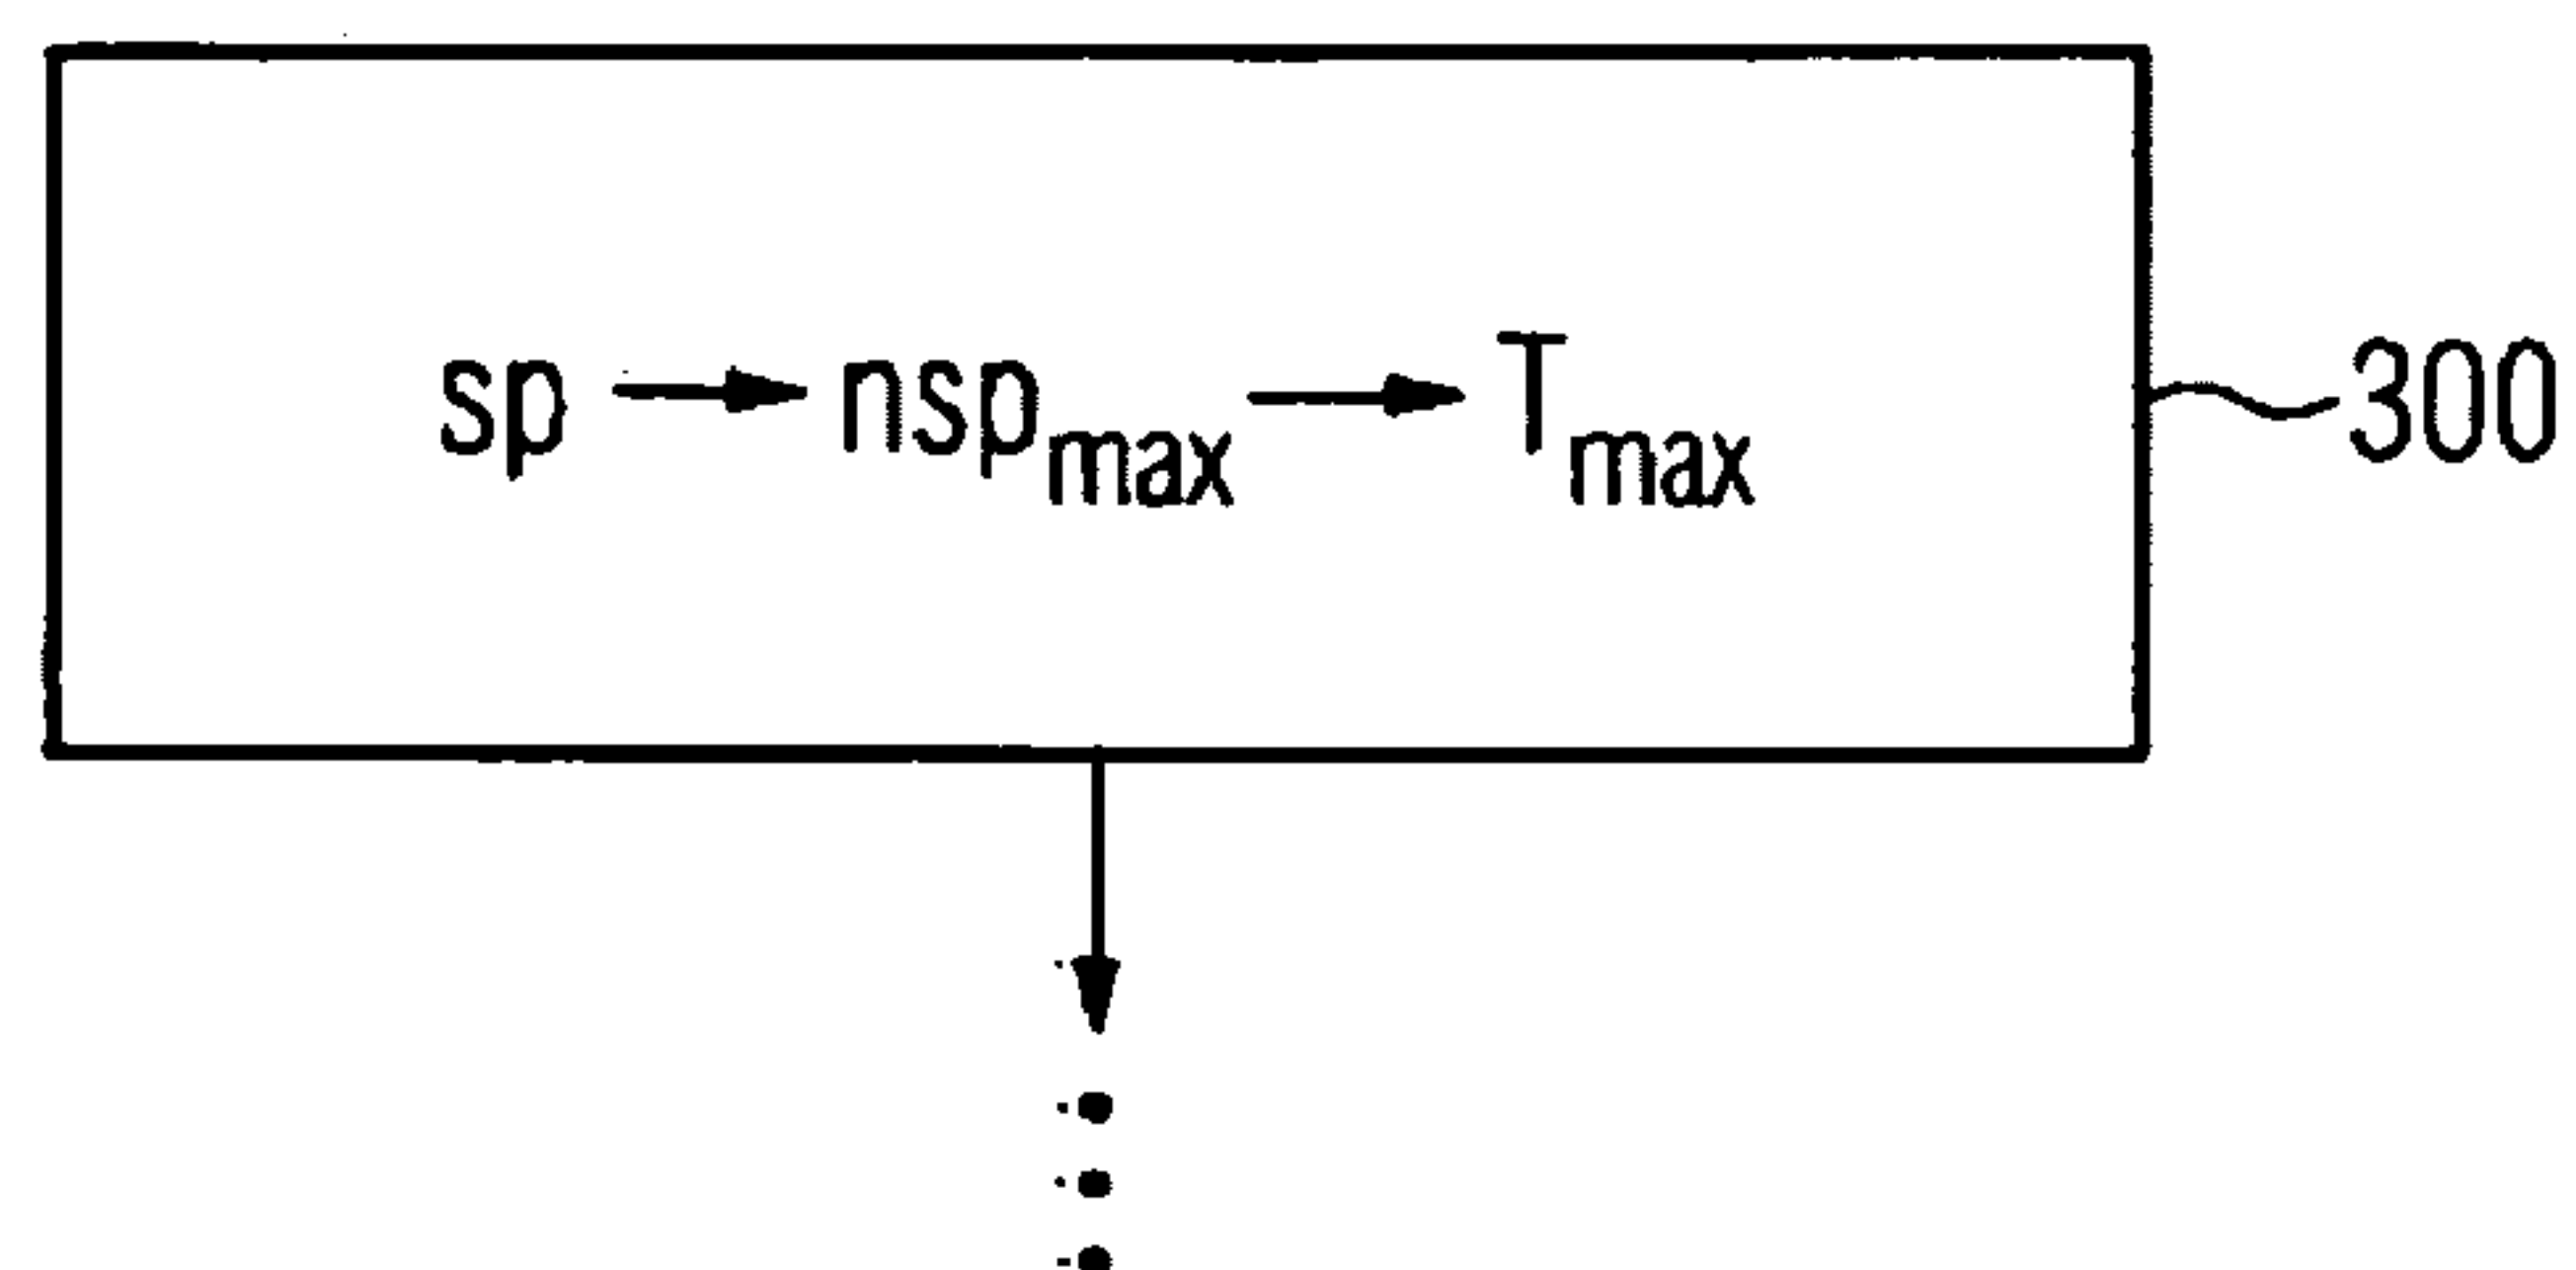 sp → nsp_max → T_max 300